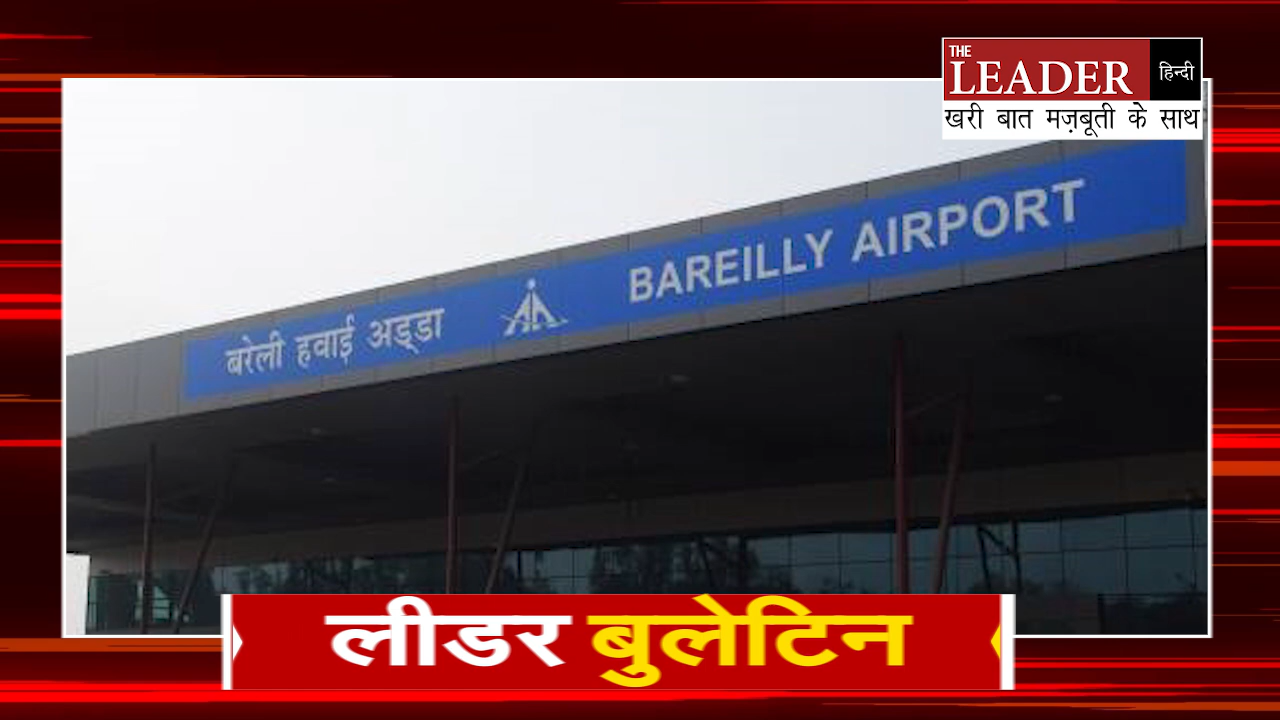 THE
LEADER हिन्दी
खरी बात मज़बूती के साथ
बरेली हवाई अड्डा BAREILLY AIRPORT
लीडर बुलेटिन